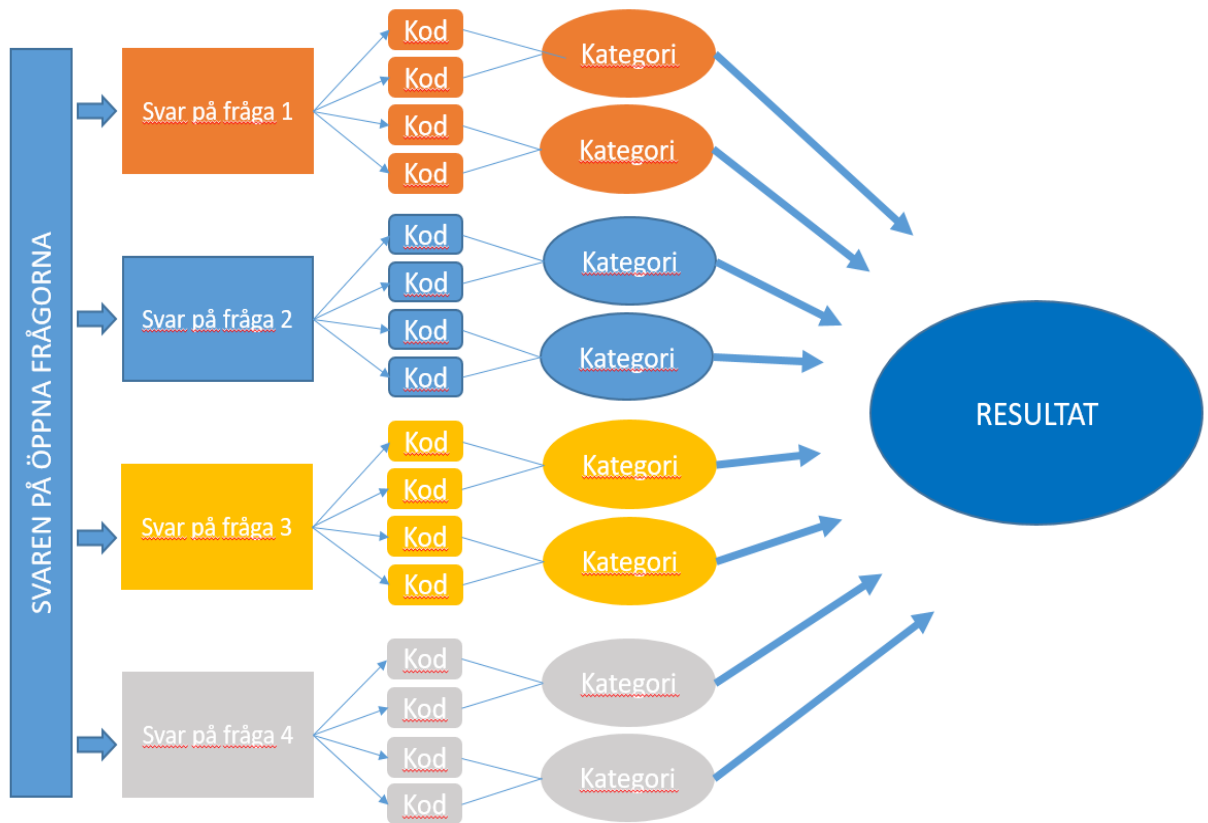 SVAREN PÅ ÖPPNA FRÅGORNA
Svar på fråga 1
Kod
Kod
Kod
Kod
Kategori
Kategori
Svar på fråga 2
Kod
Kod
Kod
Kod
Kategori
Kategori
Svar på fråga 3
Kod
Kod
Kod
Kod
Kategori
Kategori
Svar på fråga 4
Kod
Kod
Kod
Kod
Kategori
Kategori
RESULTAT